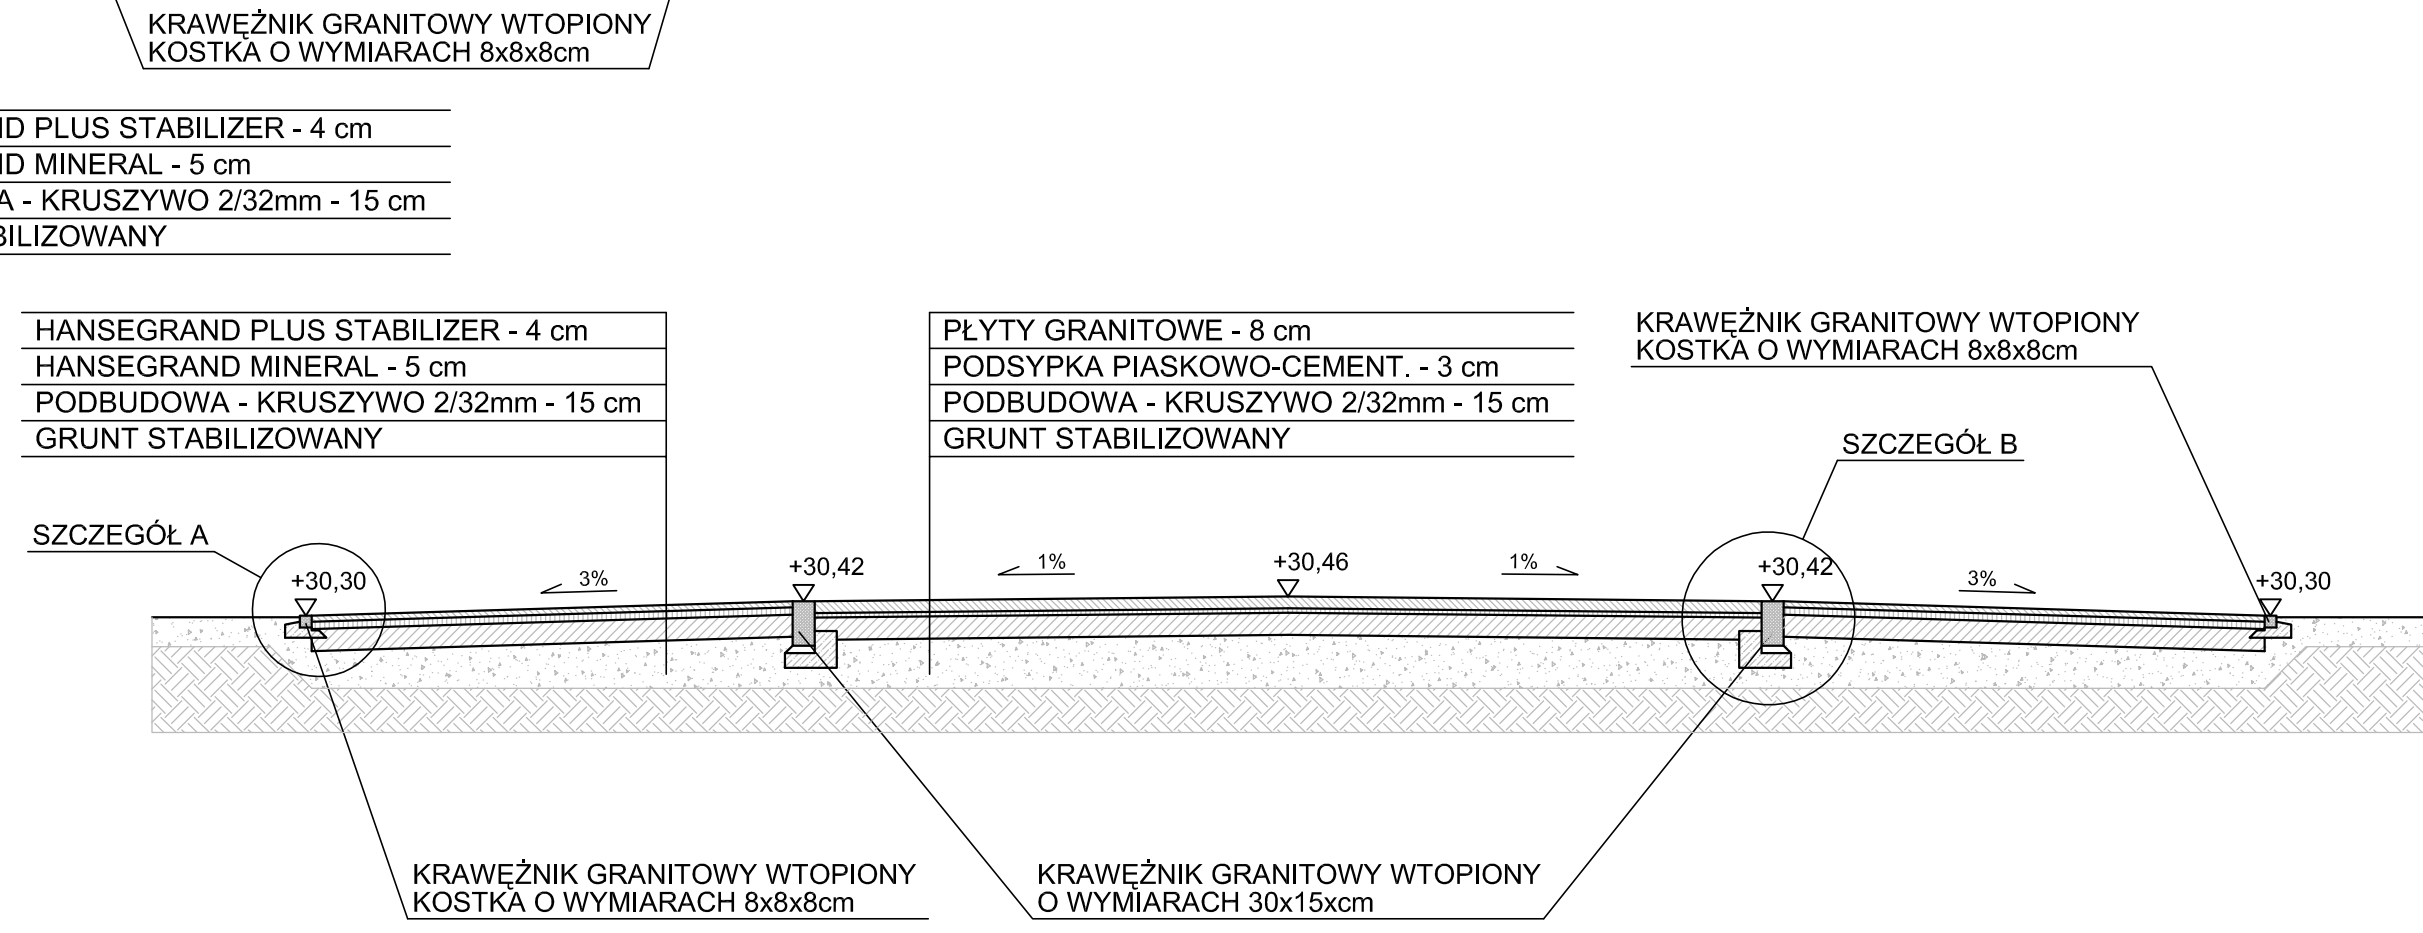 KRAWĘŻNIK GRANITOWY WTOPIONY
KOSTKA O WYMIARACH 8x8x8cm
PLUS STABILIZER - 4 cm
MINERAL - 5 cm
- KRUSZYWO 2/32mm - 15 cm
HANSEGRAND PLUS STABILIZER - 4 cm
HANSEGRAND MINERAL - 5 cm
PODBUDOWA - KRUSZYWO 2/32mm - 15 cm
GRUNT STABILIZOWANY
PŁYTY GRANITOWE - 8 cm
PODSYPKA PIASKOWO-CEMENT. - 3 cm
PODBUDOWA - KRUSZYWO 2/32mm - 15 cm
GRUNT STABILIZOWANY
KRAWĘŻNIK GRANITOWY WTOPIONY
KOSTKA O WYMIARACH 8x8x8cm
SZCZEGÓŁ B
SZCZEGÓŁ A
+30,30
3%
+30,42
1%
+30,46
1%
+30,42
3%
+30,30
KRAWĘŻNIK GRANITOWY WTOPIONY
KOSTKA O WYMIARACH 8x8x8cm
KRAWĘŻNIK GRANITOWY WTOPIONY
O WYMIARACH 30x15xcm